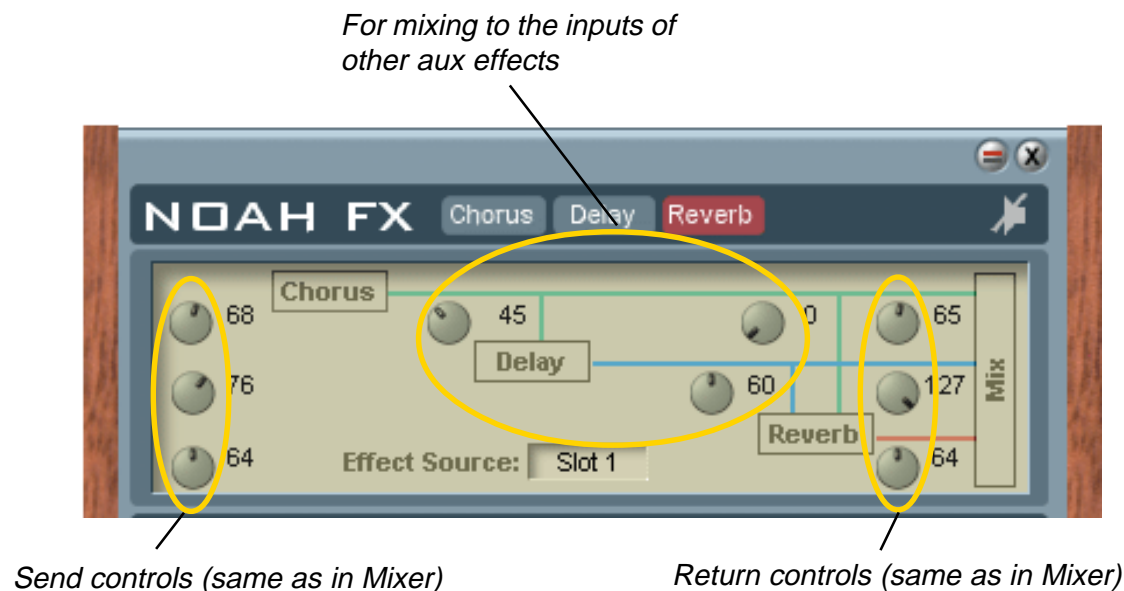 For mixing to the inputs of
other aux effects
X
NOAH FX Chorus Delay Reverb
Chorus
68 45 0 65
Delay
76 60 127
Mix
Reverb
64 Effect Source: Slot 1 64
Send controls (same as in Mixer)
Return controls (same as in Mixer)